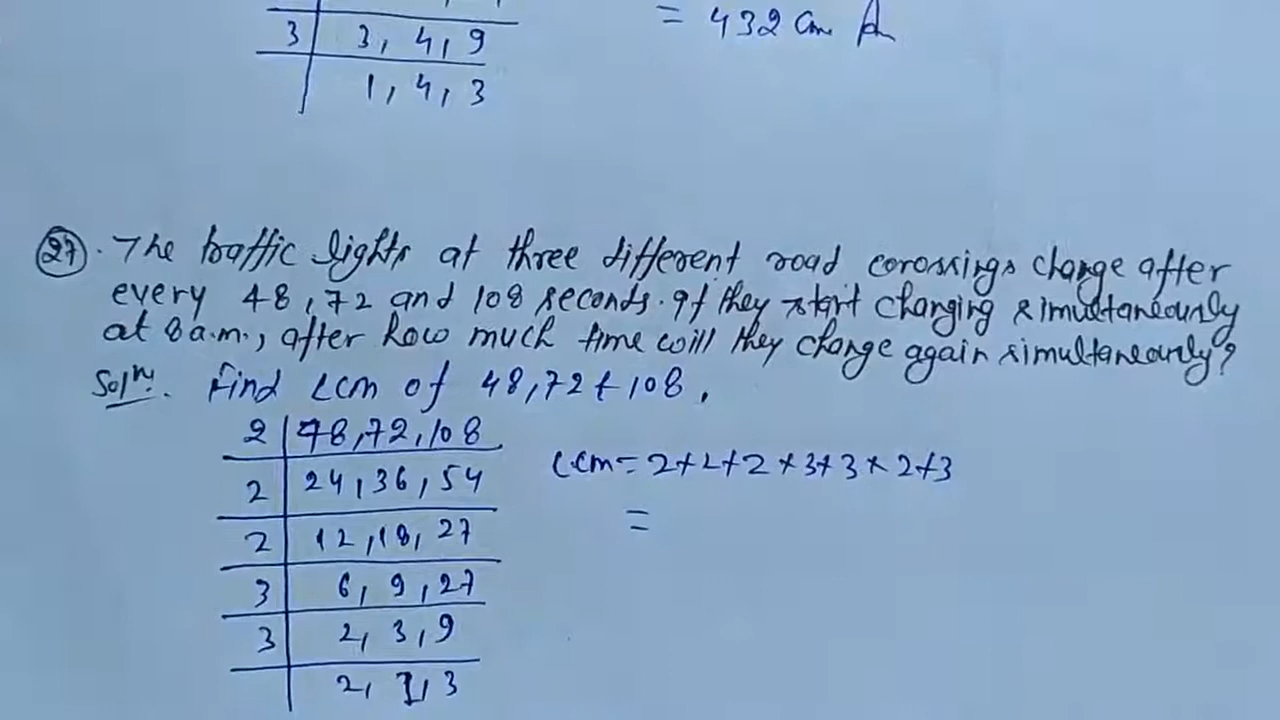 3 | 3, 4, 9
= 432 cm
1, 4, 3
27. The traffic lights at three different road corossings change after
every 48, 72 and 108 seconds. If they start changing simultaneously
at 8 a.m., after how much time will they change again simultaneously?
Solⁿ. Find LCM of 48, 72 & 108.
2 | 48, 72, 108
2 | 24, 36, 54
LCM = 2×2×2×3×3×2×3
2 | 12, 18, 27
=
3 | 6, 9, 27
3 | 2, 3, 9
2, 1, 3